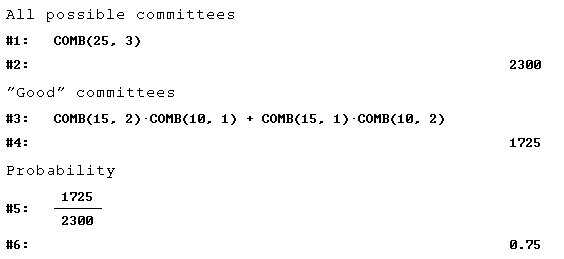 All possible committees
#1: COMB(25, 3)
#2: 2300
"Good" committees
#3: COMB(15, 2)·COMB(10, 1) + COMB(15, 1)·COMB(10, 2)
#4: 1725
Probability
1725
#5:
2300
#6: 0.75